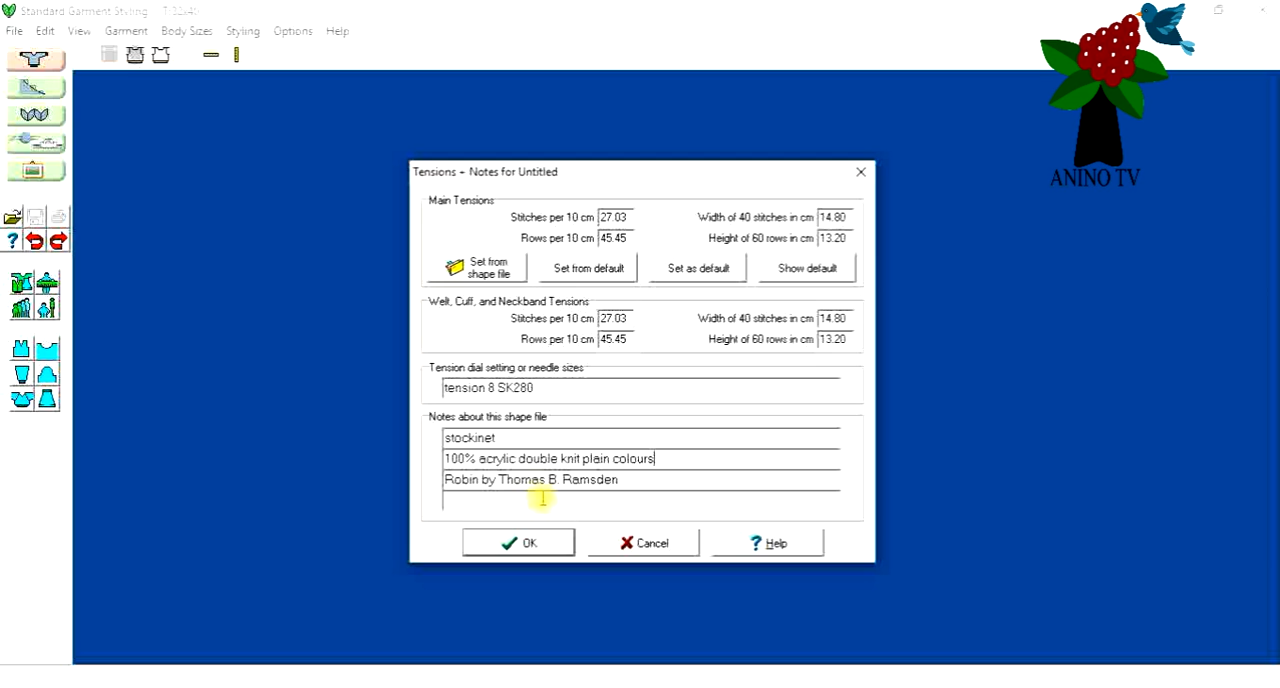 Standard Garment Styling T:32x40
File Edit View Garment Body Sizes Styling Options Help
ANINO TV
Tensions + Notes for Untitled
Main Tensions
Stitches per 10 cm 27.03 Width of 40 stitches in cm 14.80
Rows per 10 cm 45.45 Height of 60 rows in cm 13.20
Set from shape file Set from default Set as default Show default
Welt, Cuff, and Neckband Tensions
Stitches per 10 cm 27.03 Width of 40 stitches in cm 14.80
Rows per 10 cm 45.45 Height of 60 rows in cm 13.20
Tension dial setting or needle sizes
tension 8 SK280
Notes about this shape file
stockinet
100% acrylic double knit plain colours
Robin by Thomas B. Ramsden
OK Cancel ? Help